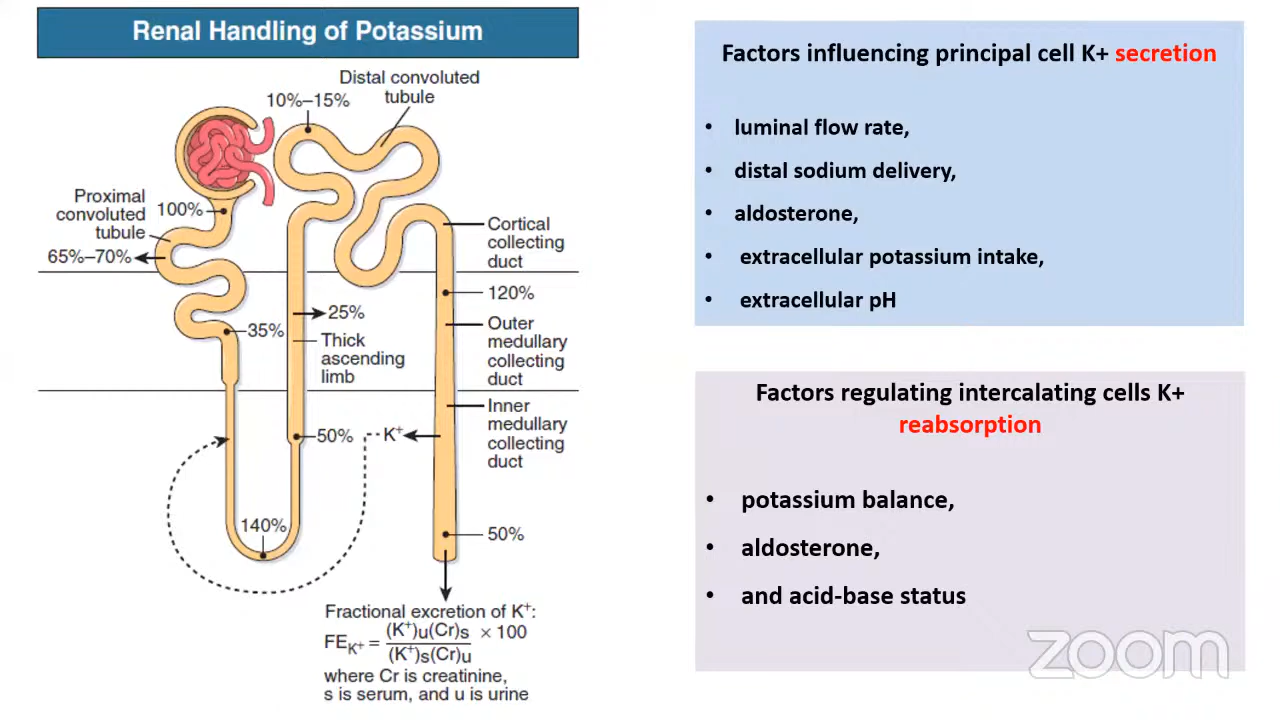 Renal Handling of Potassium
Distal convoluted
tubule
10%–15%
Proximal
convoluted
tubule
100%
65%–70%
Cortical
collecting
duct
120%
25%
35%
Thick
ascending
limb
Outer
medullary
collecting
duct
Inner
medullary
collecting
duct
50%
K⁺
140%
50%
Fractional excretion of K⁺:
FEK⁺ = (K⁺)u(Cr)s × 100
(K⁺)s(Cr)u
where Cr is creatinine,
s is serum, and u is urine
Factors influencing principal cell K+ secretion
• luminal flow rate,
• distal sodium delivery,
• aldosterone,
• extracellular potassium intake,
• extracellular pH
Factors regulating intercalating cells K+
reabsorption
• potassium balance,
• aldosterone,
• and acid-base status
zoom